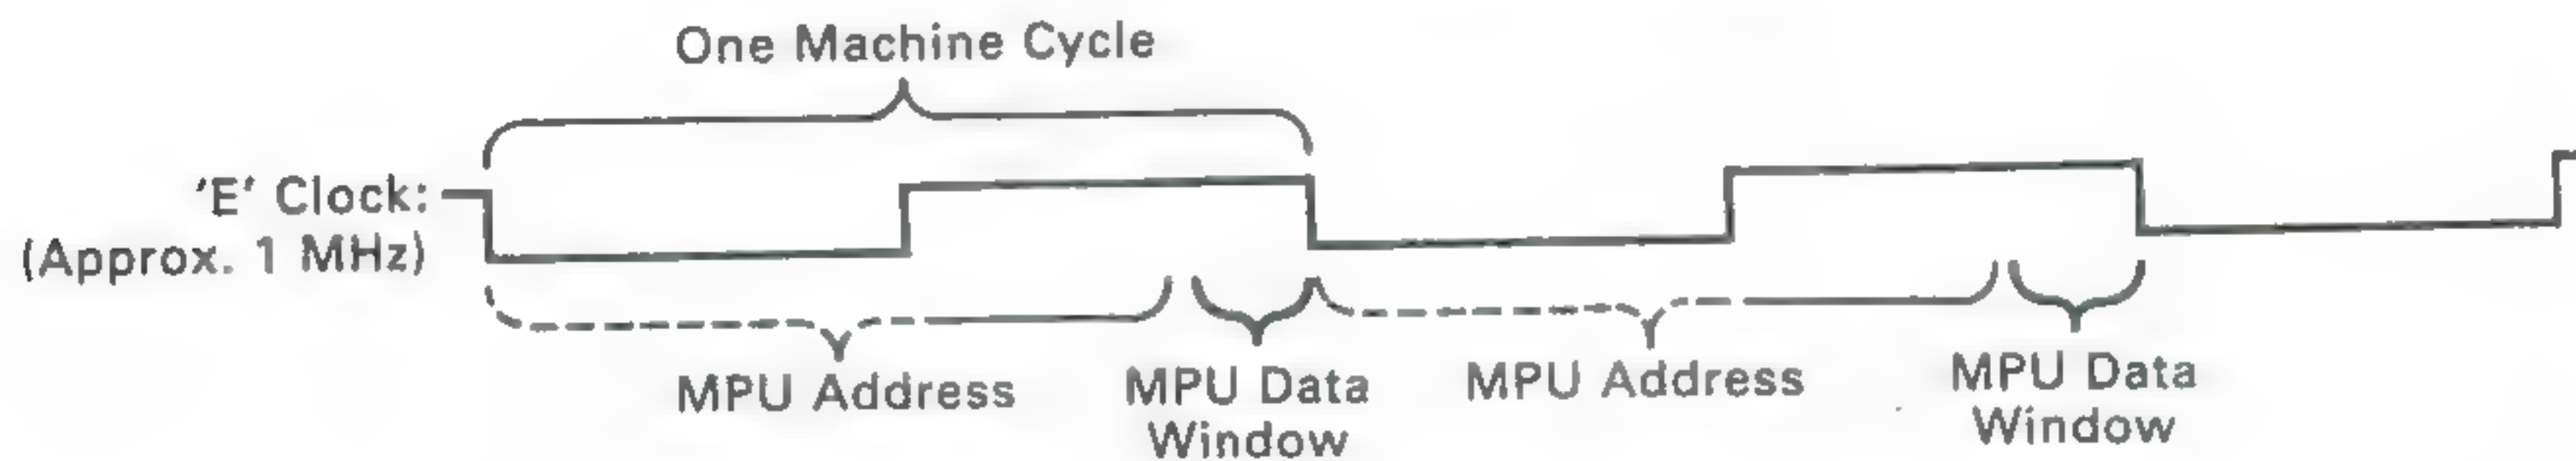 One Machine Cycle
'E' Clock:
(Approx. 1 MHz)
MPU Address
MPU Data
Window
MPU Address
MPU Data
Window